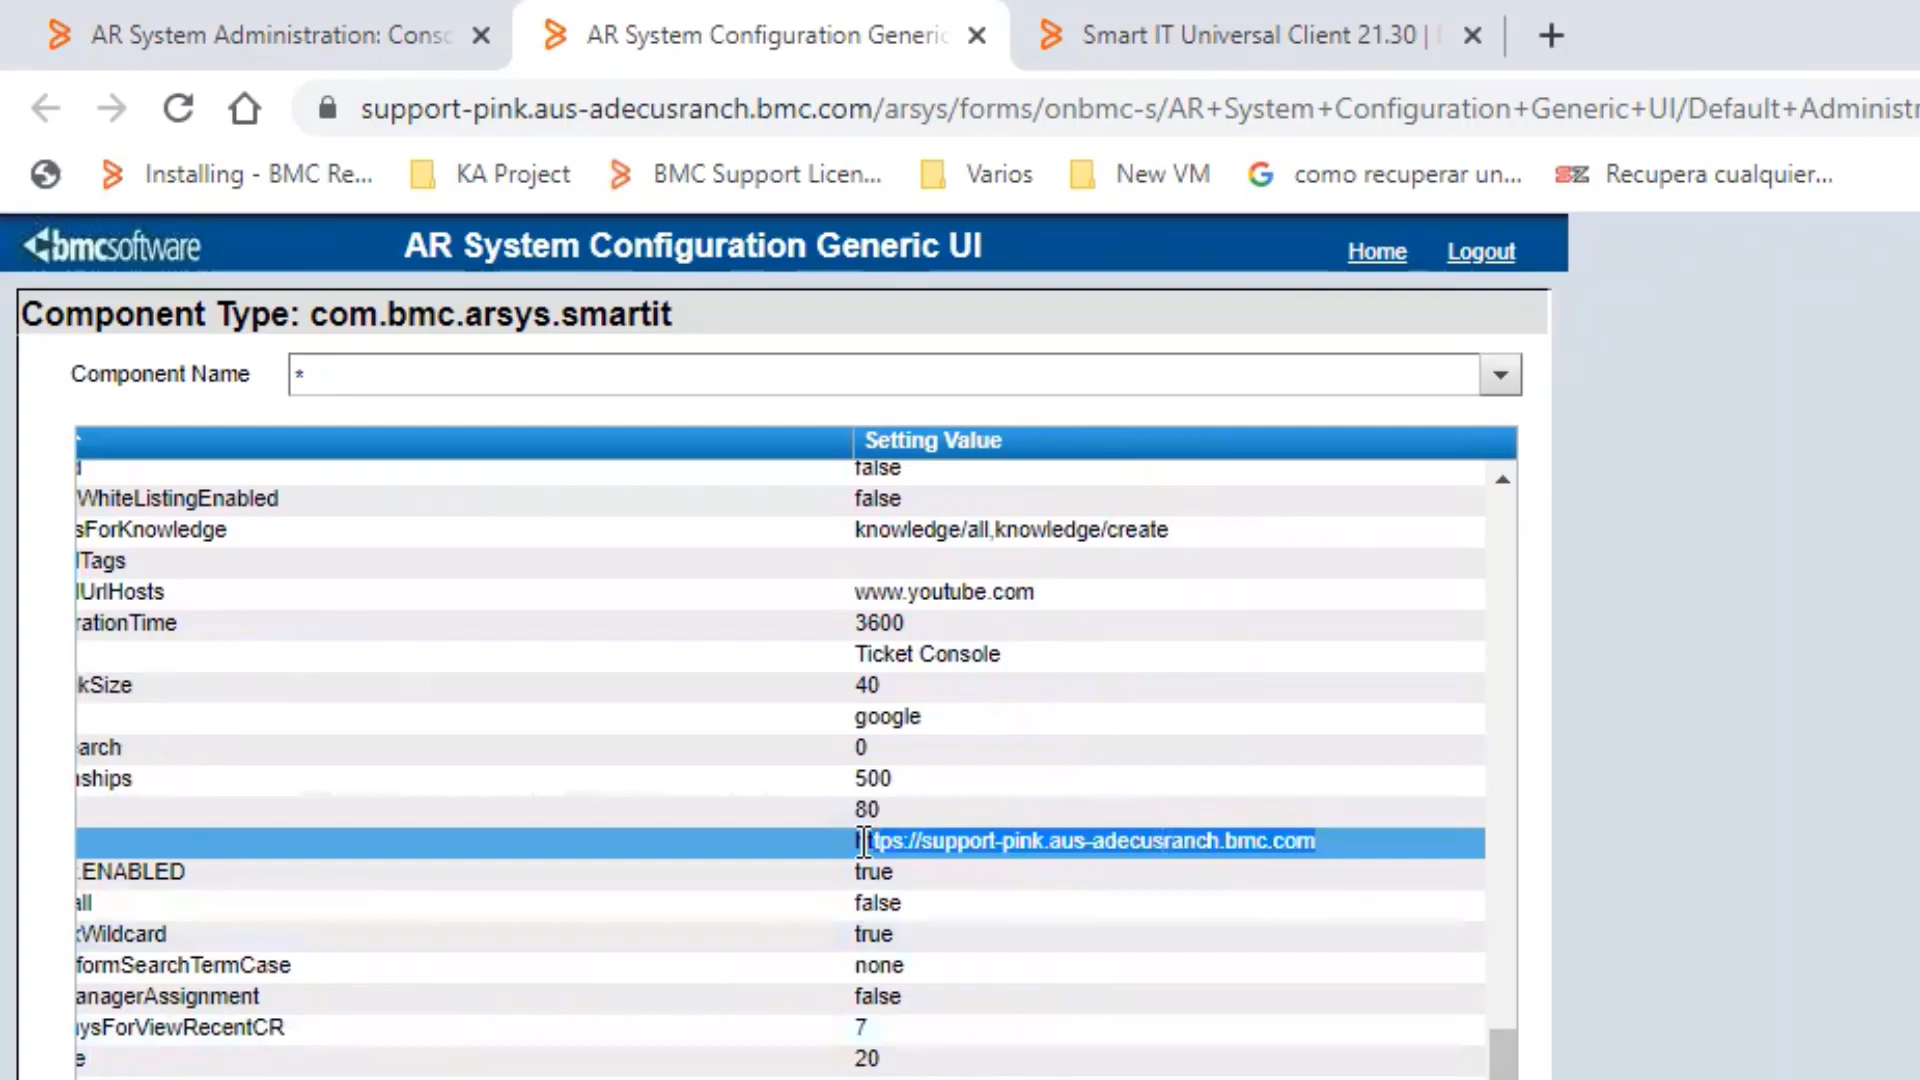 AR System Administration: Consc
AR System Configuration Generic
Smart IT Universal Client 21.30 |
support-pink.aus-adecusranch.bmc.com/arsys/forms/onbmc-s/AR+System+Configuration+Generic+UI/Default+Administr
Installing - BMC Re...
KA Project
BMC Support Licen...
Varios
New VM
como recuperar un...
Recupera cualquier...
bmcsoftware
AR System Configuration Generic UI
Home
Logout
Component Type: com.bmc.arsys.smartit
Component Name
*
Setting Value
false
WhiteListingEnabled false
sForKnowledge knowledge/all,knowledge/create
Tags
UrlHosts www.youtube.com
rationTime 3600
Ticket Console
kSize 40
google
arch 0
ships 500
80
https://support-pink.aus-adecusranch.bmc.com
.ENABLED true
all false
Wildcard true
formSearchTermCase none
anagerAssignment false
ysForViewRecentCR 7
e 20